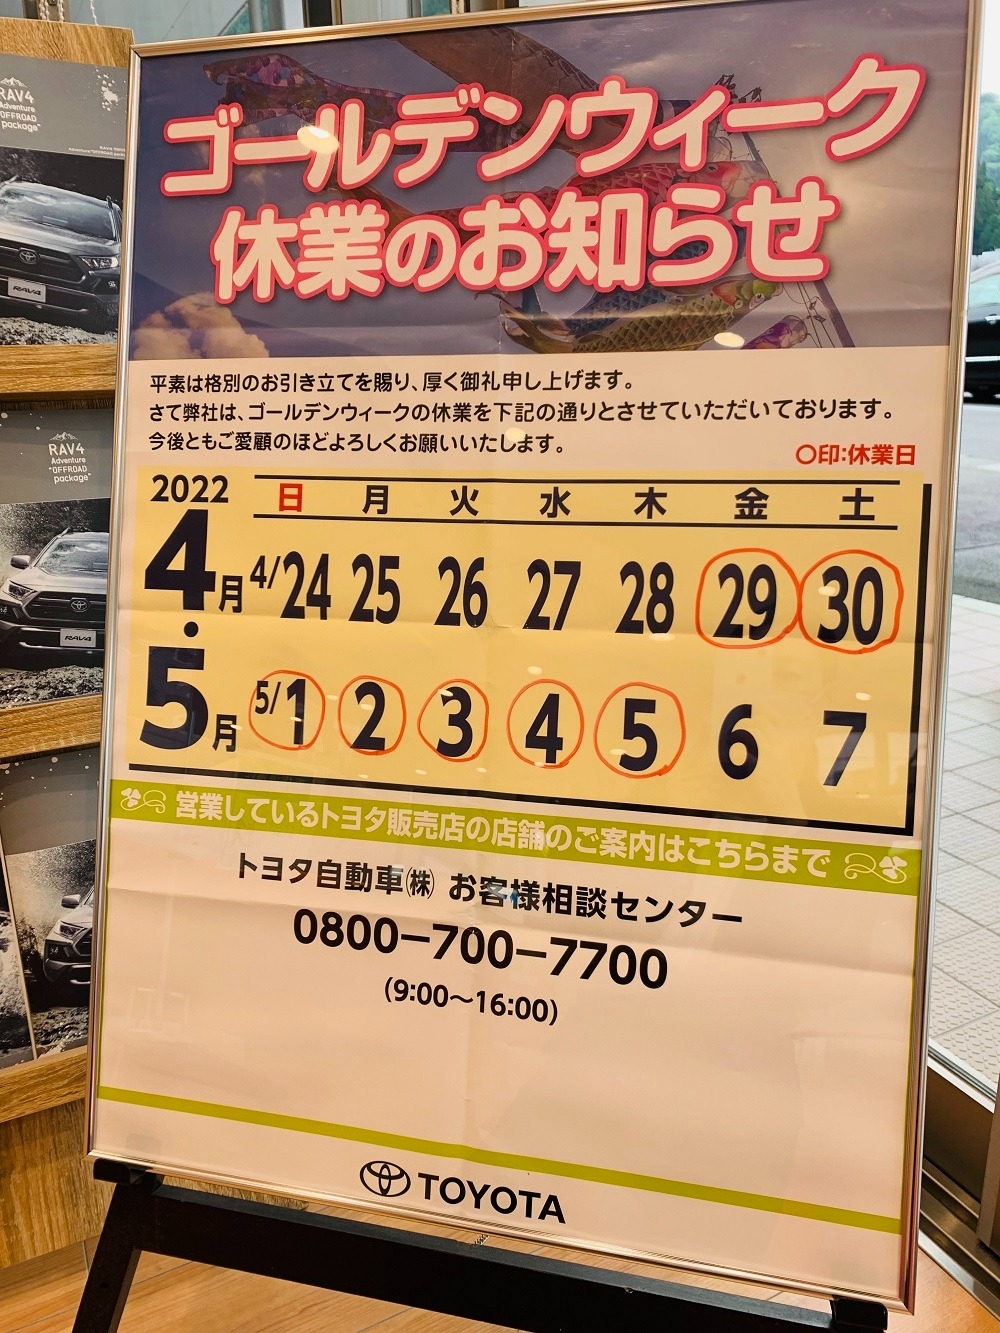 ゴールデンウィーク
休業のお知らせ
平素は格別のお引き立てを賜り、厚く御礼申し上げます。
さて弊社は、ゴールデンウィークの休業を下記の通りとさせていただいております。
今後ともご愛顧のほどよろしくお願いいたします。
〇印:休業日
2022
4月・5月
日 月 火 水 木 金 土
4/24 25 26 27 28 29 30
5/1 2 3 4 5 6 7
営業しているトヨタ販売店の店舗のご案内はこちらまで
トヨタ自動車㈱ お客様相談センター
0800-700-7700
(9:00〜16:00)
TOYOTA
RAV4
Adventure
"OFFROAD
package"
RAV4
RAV4
Adventure
"OFFROAD
package"
RAV4